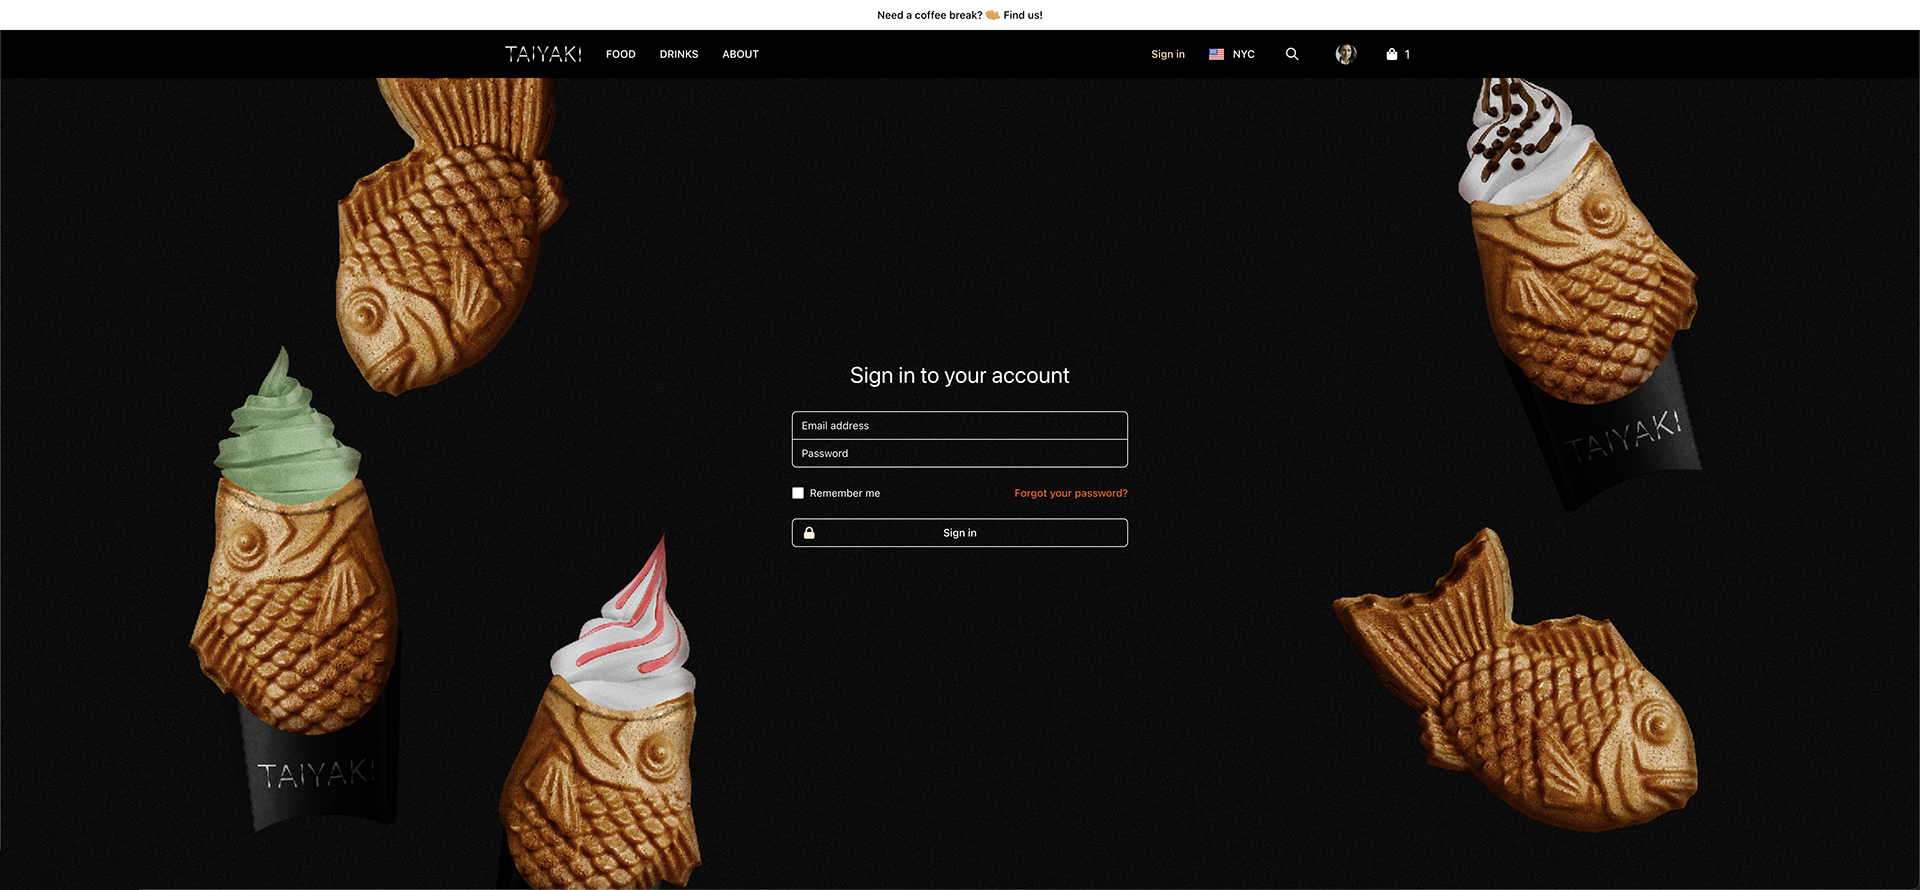 Need a coffee break? Find us!
TAIYAKI FOOD DRINKS ABOUT Sign in NYC 1
Sign in to your account
Email address
Password
Remember me Forgot your password?
Sign in
TAIYAKI
TAIYAKI